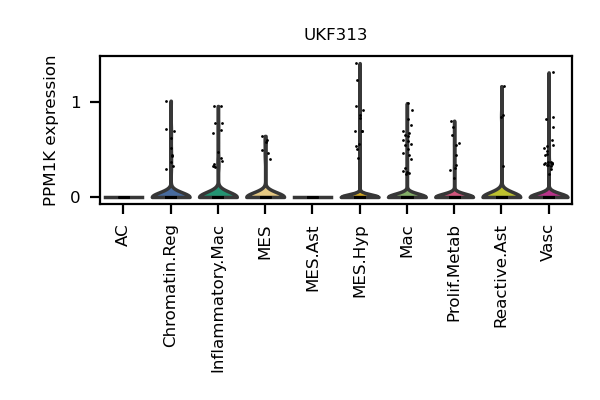 UKF313
PPM1K expression
1
0
AC
Chromatin.Reg
Inflammatory.Mac
MES
MES.Ast
MES.Hyp
Mac
Prolif.Metab
Reactive.Ast
Vasc